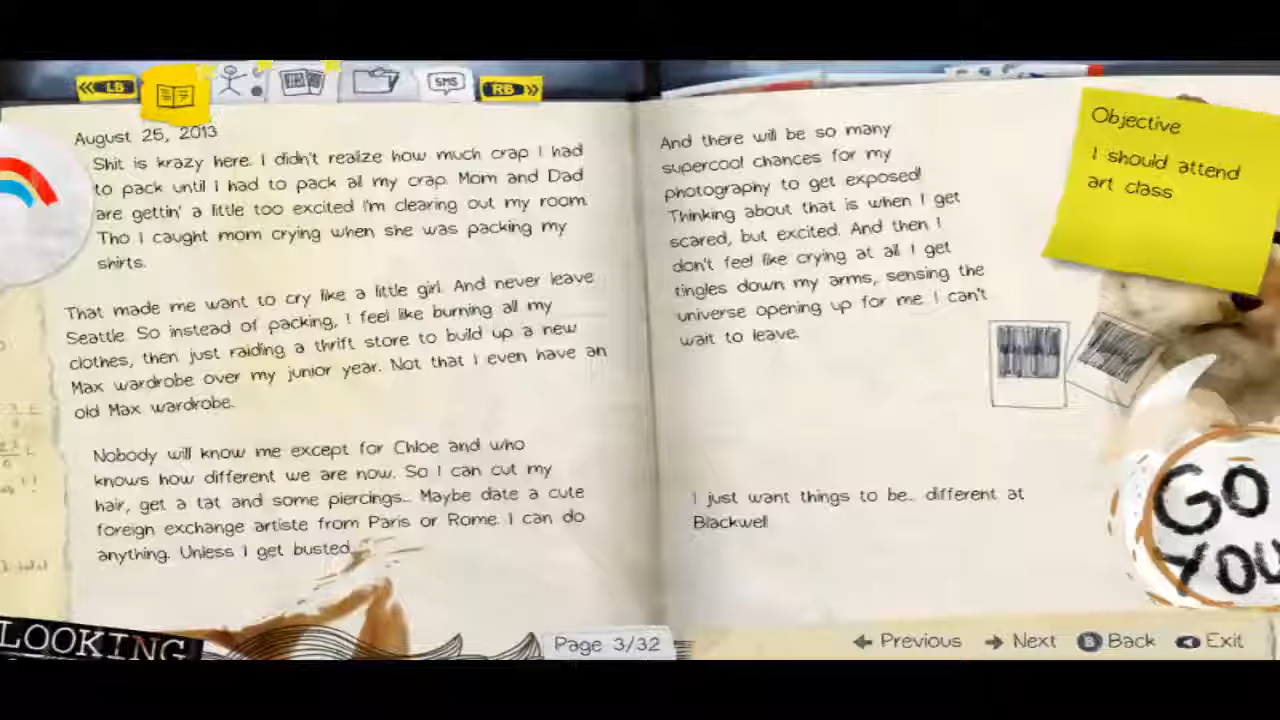 LB
SMS
RB
August 25, 2013
Shit is krazy here. I didn't realize how much crap I had
to pack until I had to pack all my crap. Mom and Dad
are gettin' a little too excited I'm clearing out my room.
Tho I caught mom crying when she was packing my
shirts.
That made me want to cry like a little girl. And never leave
Seattle. So instead of packing, I feel like burning all my
clothes, then just raiding a thrift store to build up a new
Max wardrobe over my junior year. Not that I even have an
old Max wardrobe.
Nobody will know me except for Chloe and who
knows how different we are now. So I can cut my
hair, get a tat and some piercings... Maybe date a cute
foreign exchange artiste from Paris or Rome. I can do
anything. Unless I get busted.
And there will be so many
supercool chances for my
photography to get exposed!
Thinking about that is when I get
scared, but excited. And then I
don't feel like crying at all. I get
tingles down my arms, sensing the
universe opening up for me. I can't
wait to leave.
I just want things to be... different at
Blackwell.
Objective
I should attend
art class
GO
YOU
LOOKING
Page 3/32
Previous
Next
B Back
Exit